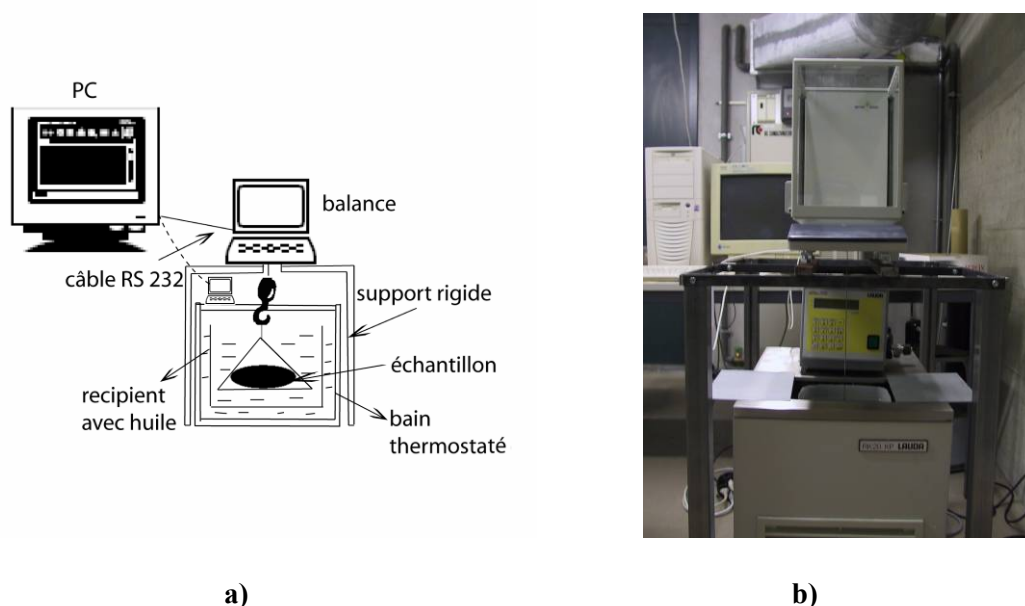 PC
balance
câble RS 232
support rigide
échantillon
recipient
avec huile
bain
thermostaté
LAUDA
a)
b)